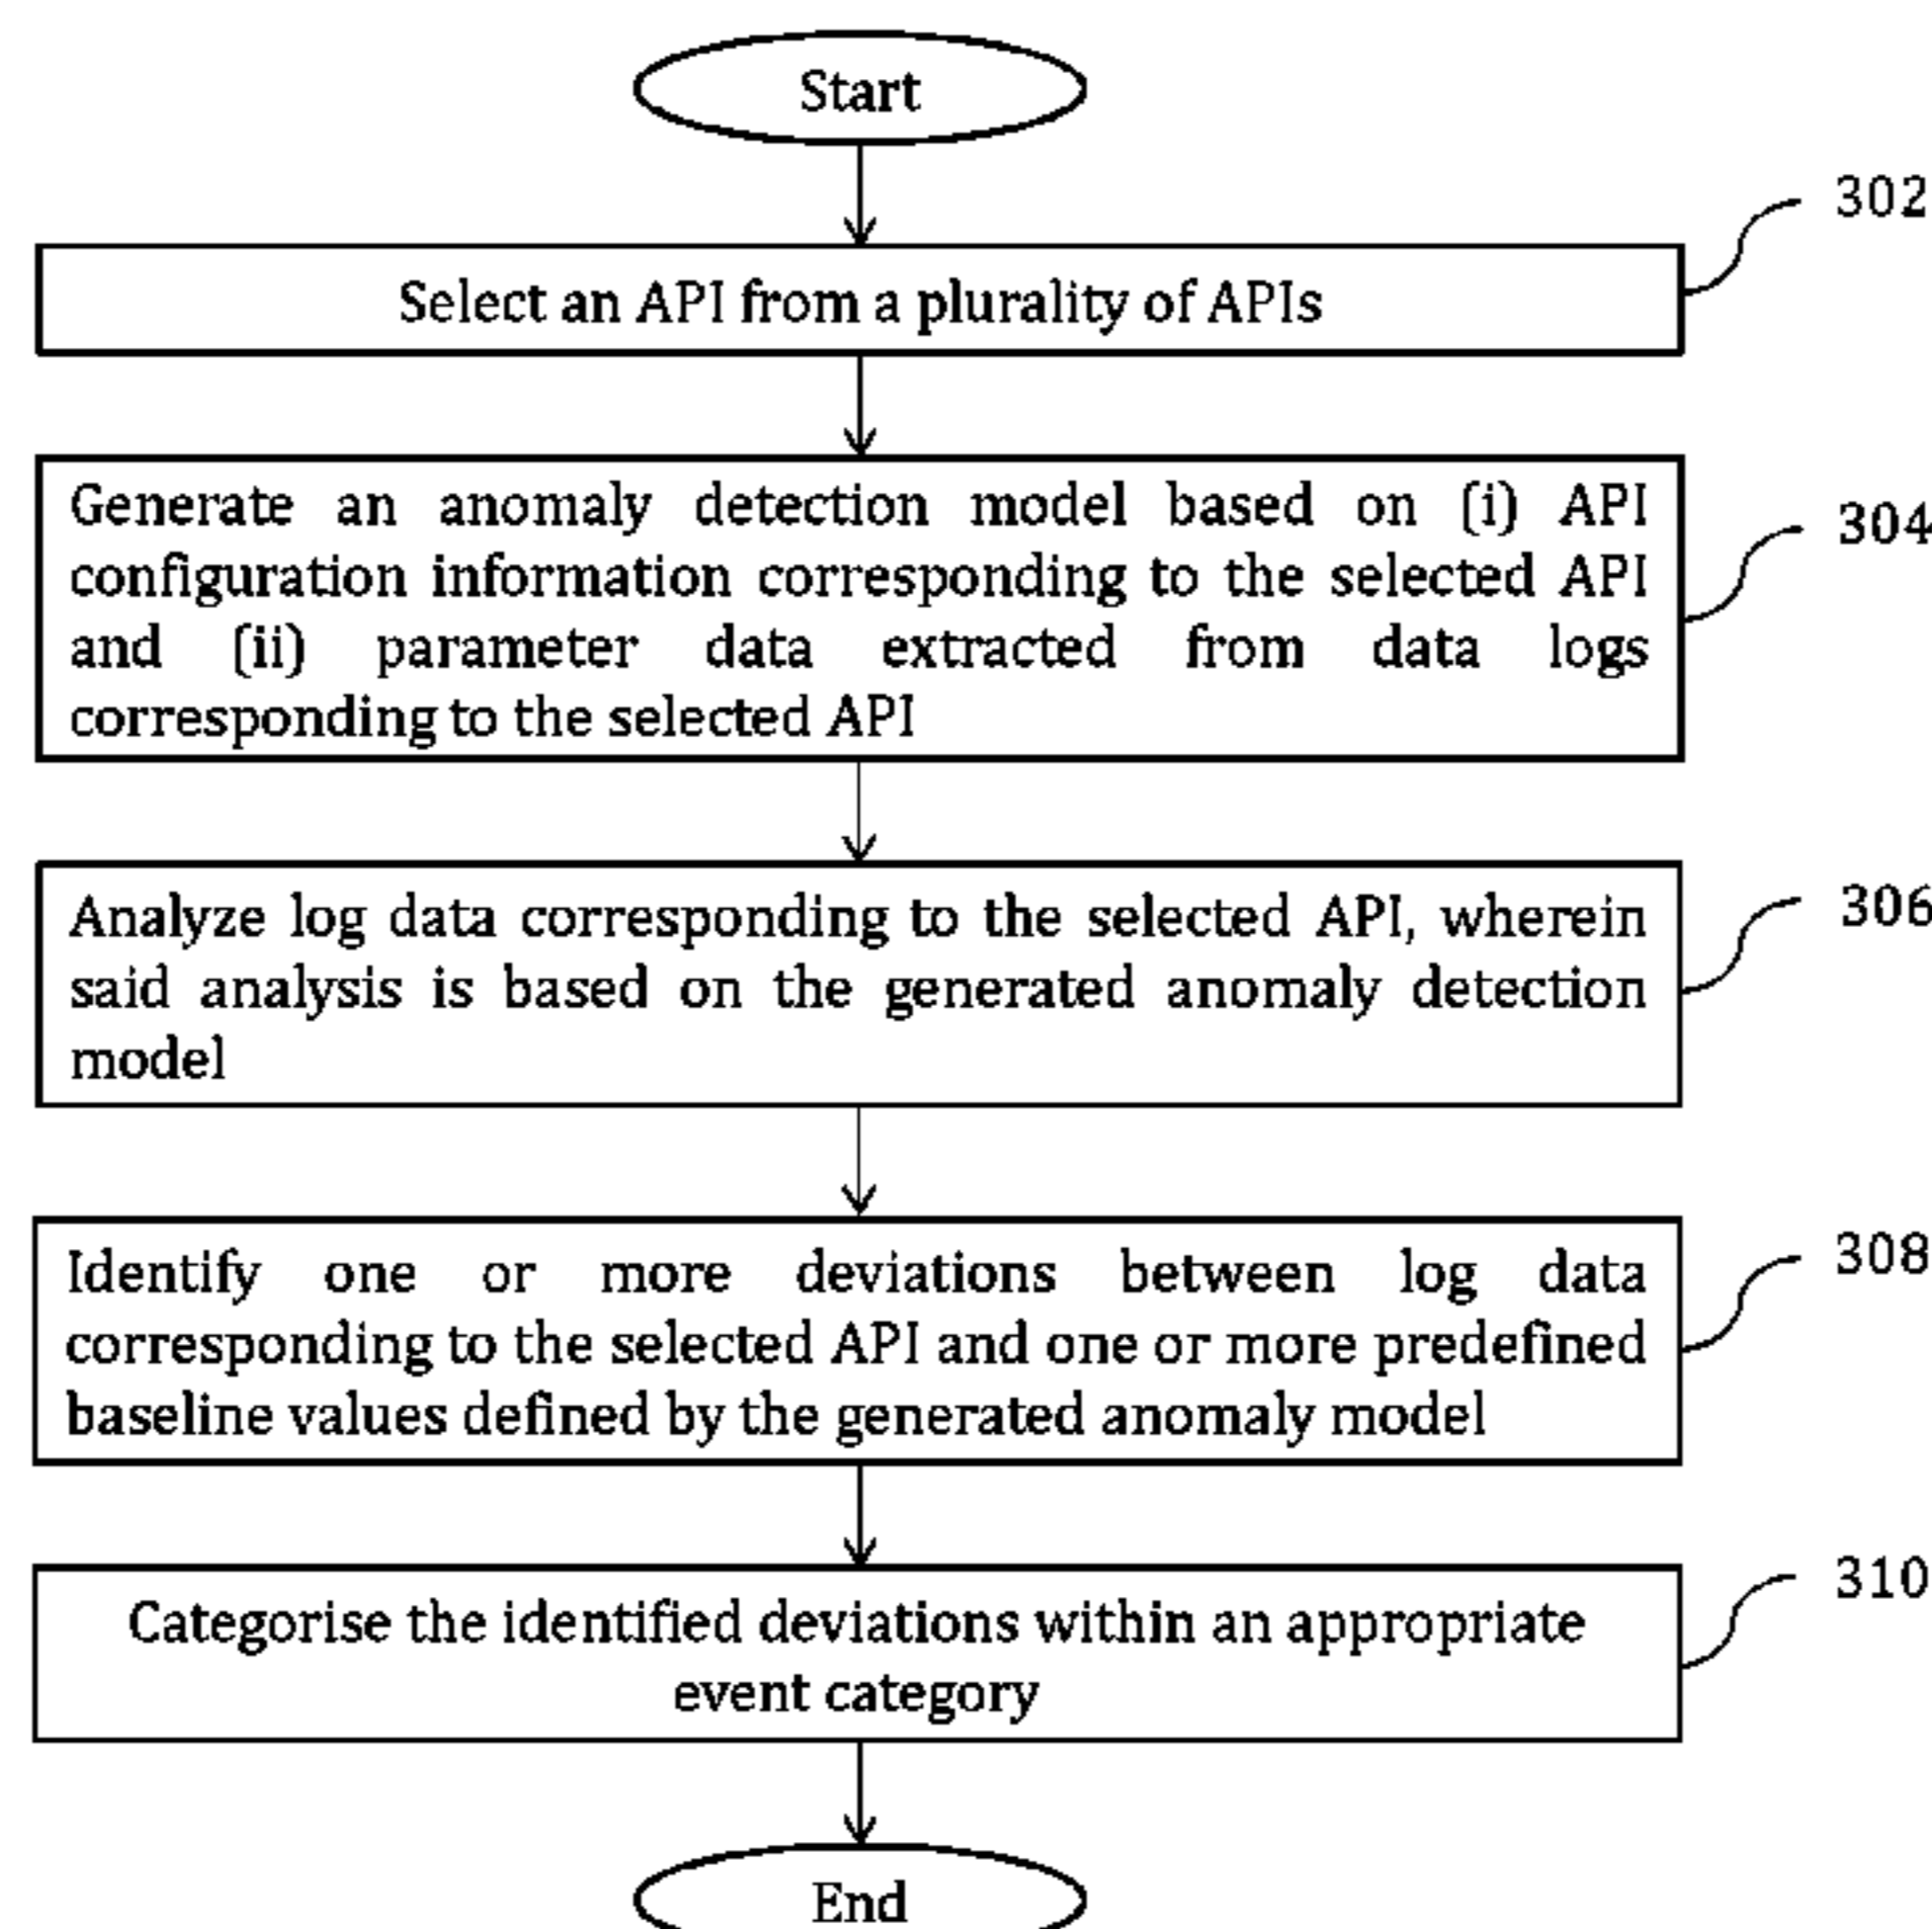 Start
302
Select an API from a plurality of APIs
Generate an anomaly detection model based on (i) API
configuration information corresponding to the selected API
and (ii) parameter data extracted from data logs
corresponding to the selected API
304
Analyze log data corresponding to the selected API, wherein
said analysis is based on the generated anomaly detection
model
306
Identify one or more deviations between log data
corresponding to the selected API and one or more predefined
baseline values defined by the generated anomaly model
308
Categorise the identified deviations within an appropriate
event category
310
End